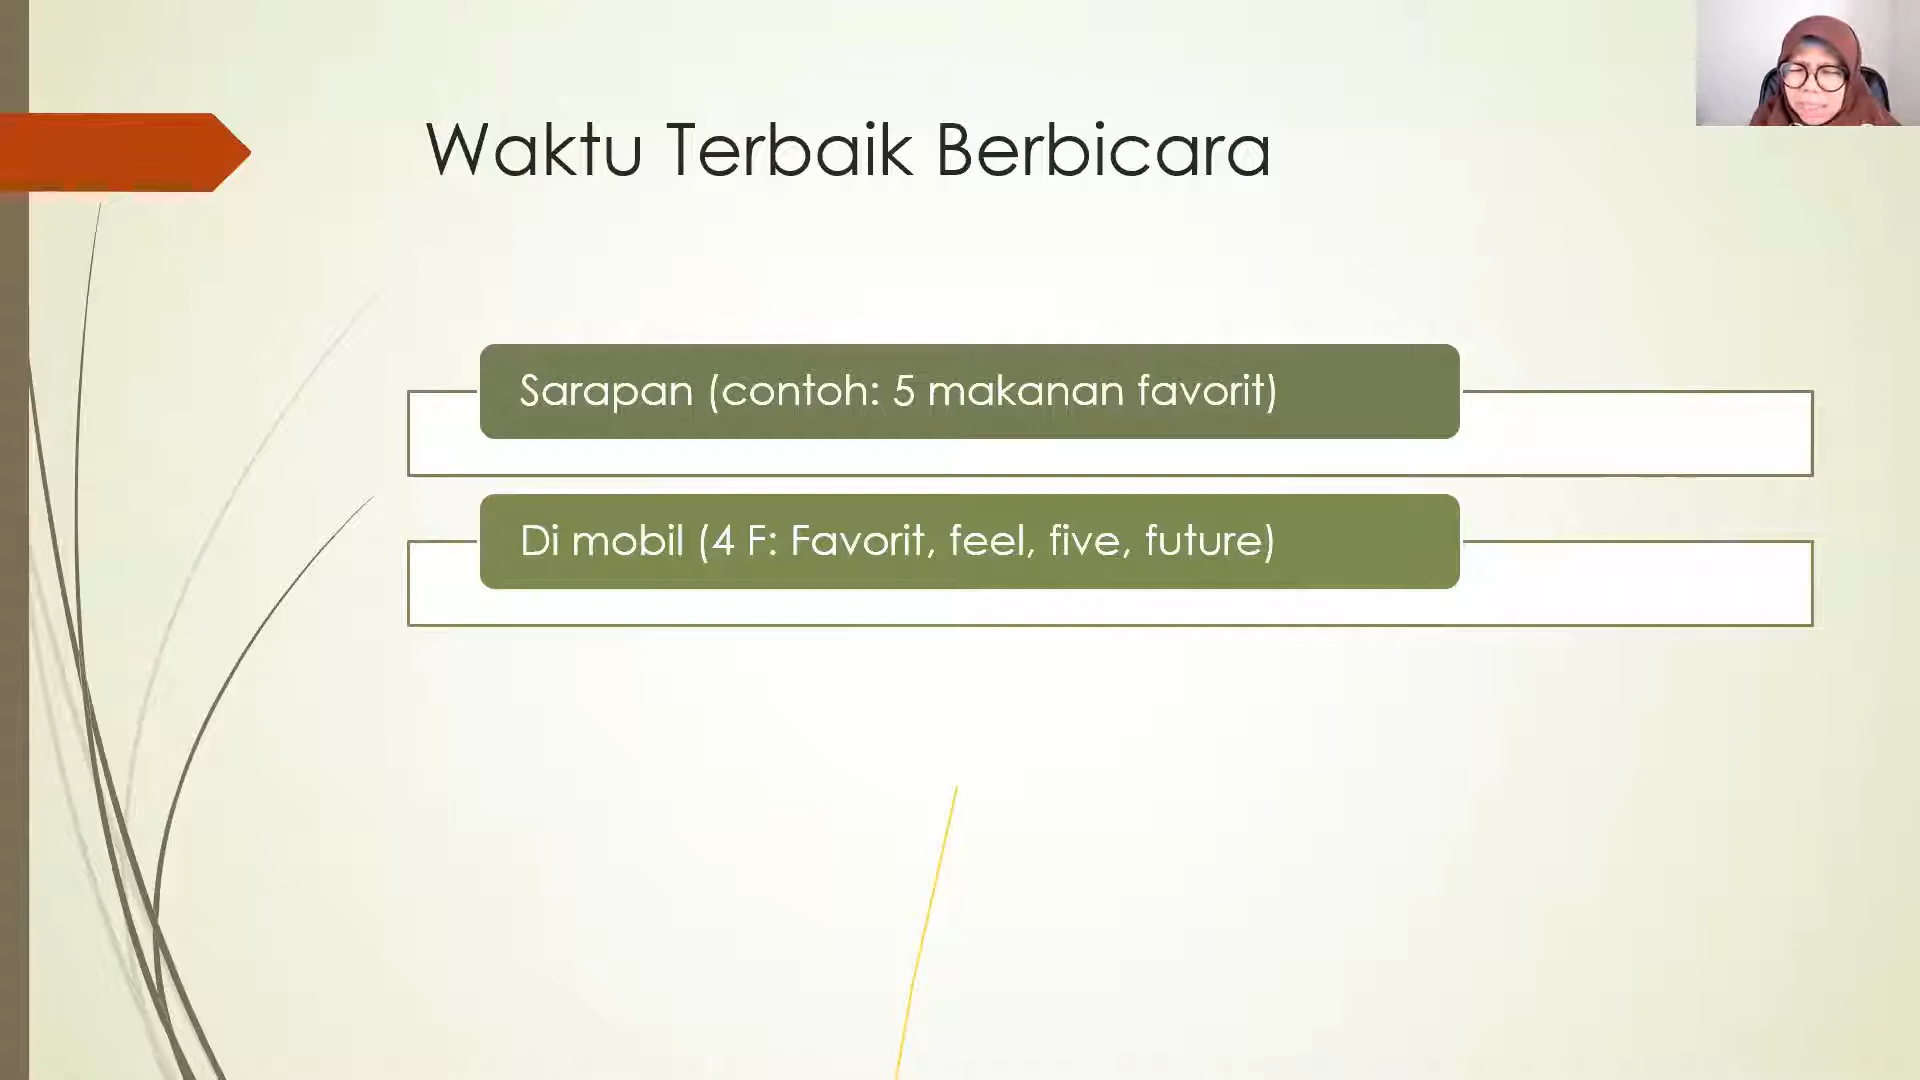 Waktu Terbaik Berbicara
Sarapan (contoh: 5 makanan favorit)
Di mobil (4 F: Favorit, feel, five, future)